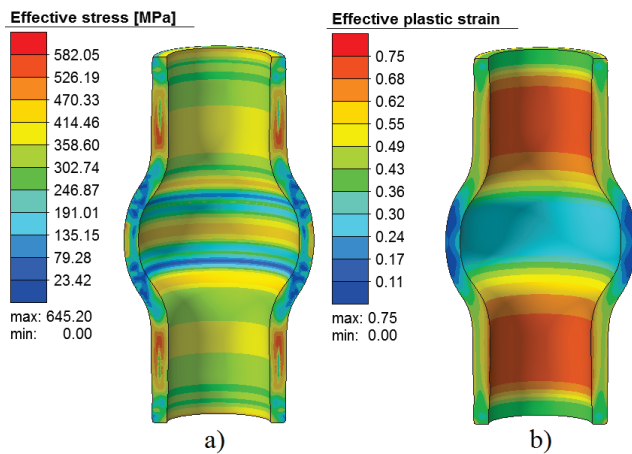 Effective stress [MPa]
582.05
526.19
470.33
414.46
358.60
302.74
246.87
191.01
135.15
79.28
23.42
max: 645.20
min: 0.00
a)
Effective plastic strain
0.75
0.68
0.62
0.55
0.49
0.43
0.36
0.30
0.24
0.17
0.11
max: 0.75
min: 0.00
b)